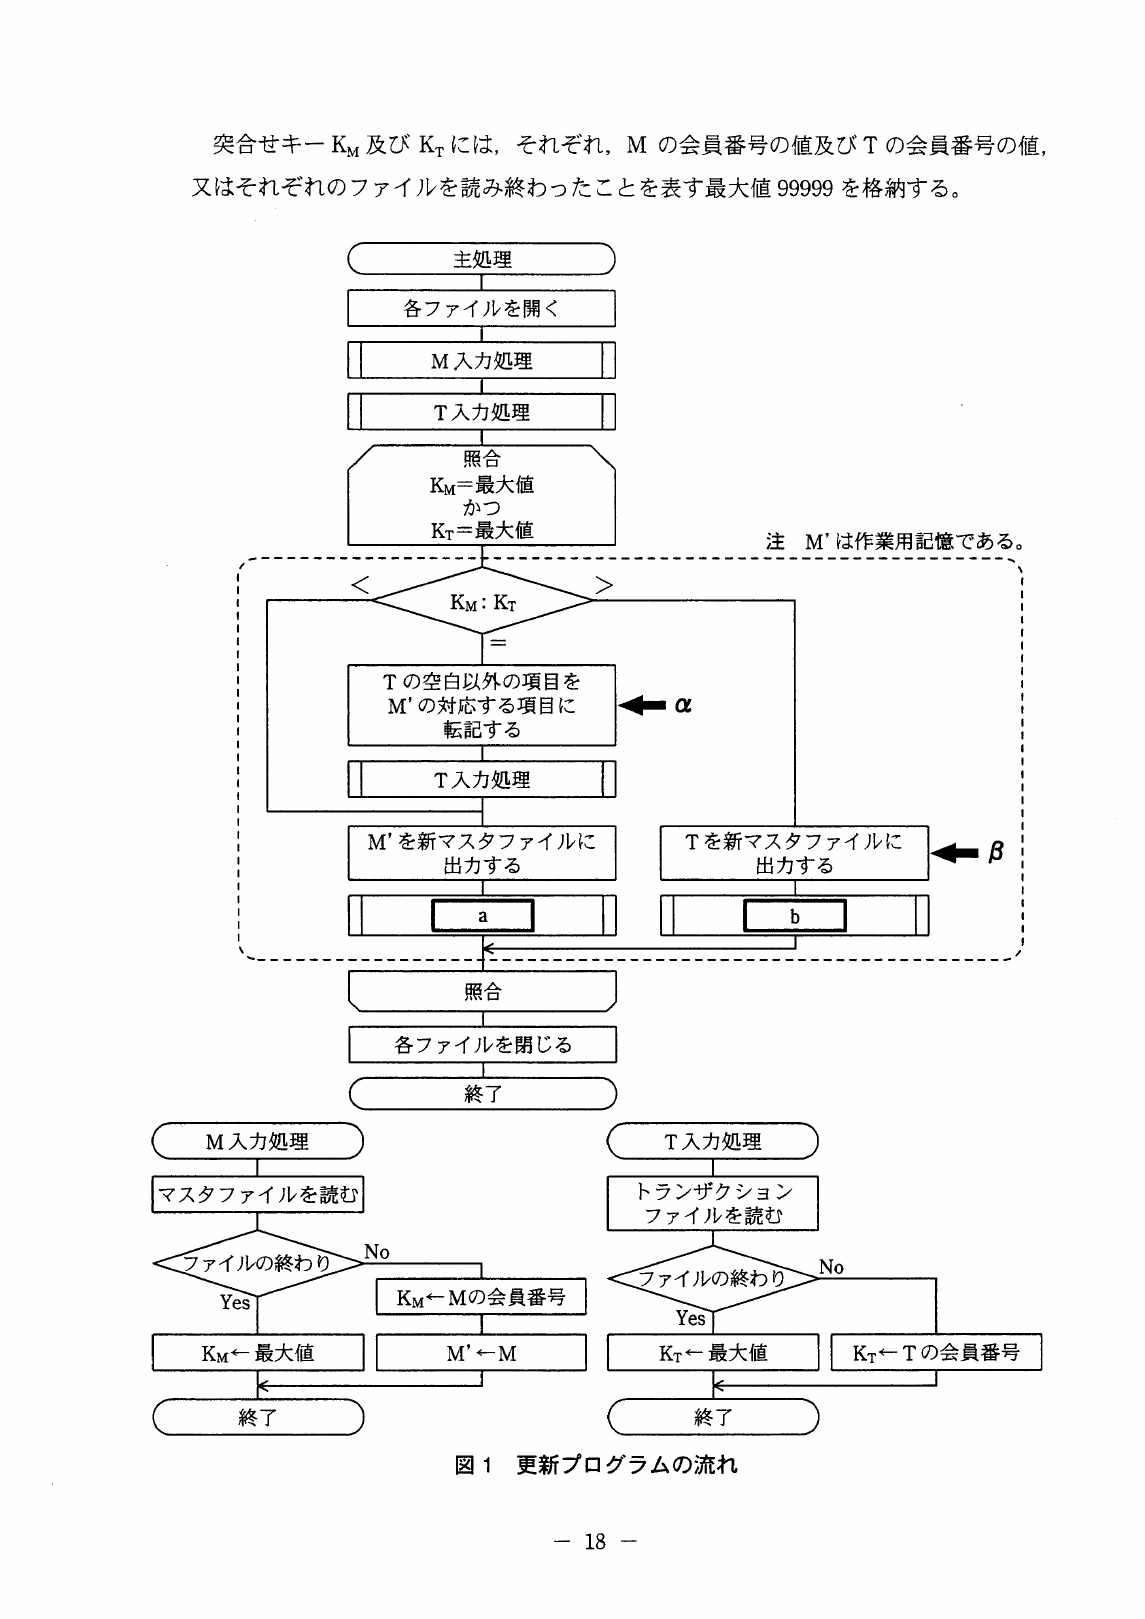 突合せキー KM 及び KT には，それぞれ，M の会員番号の値及び T の会員番号の値，
又はそれぞれのファイルを読み終わったことを表す最大値 99999 を格納する。
主処理
各ファイルを開く
M 入力処理
T 入力処理
照合
KM＝最大値
かつ
KT＝最大値
注　M' は作業用記憶である。
＜
＞
KM : KT
＝
T の空白以外の項目を
M' の対応する項目に
転記する
α
T 入力処理
M' を新マスタファイルに
出力する
T を新マスタファイルに
出力する
β
a
b
照合
各ファイルを閉じる
終了
M 入力処理
マスタファイルを読む
ファイルの終わり
No
Yes
KM← M の会員番号
KM← 最大値
M' ← M
終了
T 入力処理
トランザクション
ファイルを読む
ファイルの終わり
No
Yes
KT← 最大値
KT← T の会員番号
終了
図 1　更新プログラムの流れ
－ 18 －